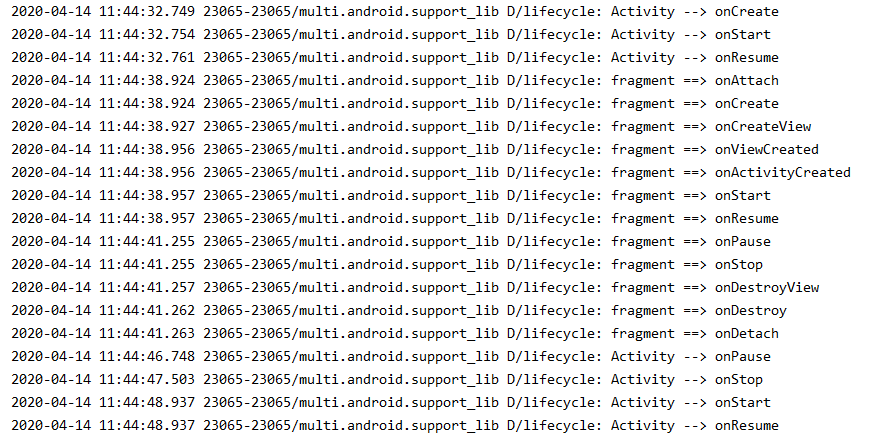 2020-04-14 11:44:32.749 23065-23065/multi.android.support_lib D/lifecycle: Activity --> onCreate
2020-04-14 11:44:32.754 23065-23065/multi.android.support_lib D/lifecycle: Activity --> onStart
2020-04-14 11:44:32.761 23065-23065/multi.android.support_lib D/lifecycle: Activity --> onResume
2020-04-14 11:44:38.924 23065-23065/multi.android.support_lib D/lifecycle: fragment ==> onAttach
2020-04-14 11:44:38.924 23065-23065/multi.android.support_lib D/lifecycle: fragment ==> onCreate
2020-04-14 11:44:38.927 23065-23065/multi.android.support_lib D/lifecycle: fragment ==> onCreateView
2020-04-14 11:44:38.956 23065-23065/multi.android.support_lib D/lifecycle: fragment ==> onViewCreated
2020-04-14 11:44:38.956 23065-23065/multi.android.support_lib D/lifecycle: fragment ==> onActivityCreated
2020-04-14 11:44:38.957 23065-23065/multi.android.support_lib D/lifecycle: fragment ==> onStart
2020-04-14 11:44:38.957 23065-23065/multi.android.support_lib D/lifecycle: fragment ==> onResume
2020-04-14 11:44:41.255 23065-23065/multi.android.support_lib D/lifecycle: fragment ==> onPause
2020-04-14 11:44:41.255 23065-23065/multi.android.support_lib D/lifecycle: fragment ==> onStop
2020-04-14 11:44:41.257 23065-23065/multi.android.support_lib D/lifecycle: fragment ==> onDestroyView
2020-04-14 11:44:41.262 23065-23065/multi.android.support_lib D/lifecycle: fragment ==> onDestroy
2020-04-14 11:44:41.263 23065-23065/multi.android.support_lib D/lifecycle: fragment ==> onDetach
2020-04-14 11:44:46.748 23065-23065/multi.android.support_lib D/lifecycle: Activity --> onPause
2020-04-14 11:44:47.503 23065-23065/multi.android.support_lib D/lifecycle: Activity --> onStop
2020-04-14 11:44:48.937 23065-23065/multi.android.support_lib D/lifecycle: Activity --> onStart
2020-04-14 11:44:48.937 23065-23065/multi.android.support_lib D/lifecycle: Activity --> onResume